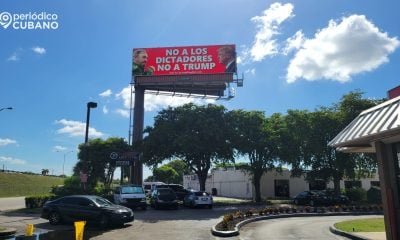 periódico
CUBANO
NO A LOS
DICTADORES
NO A TRUMP